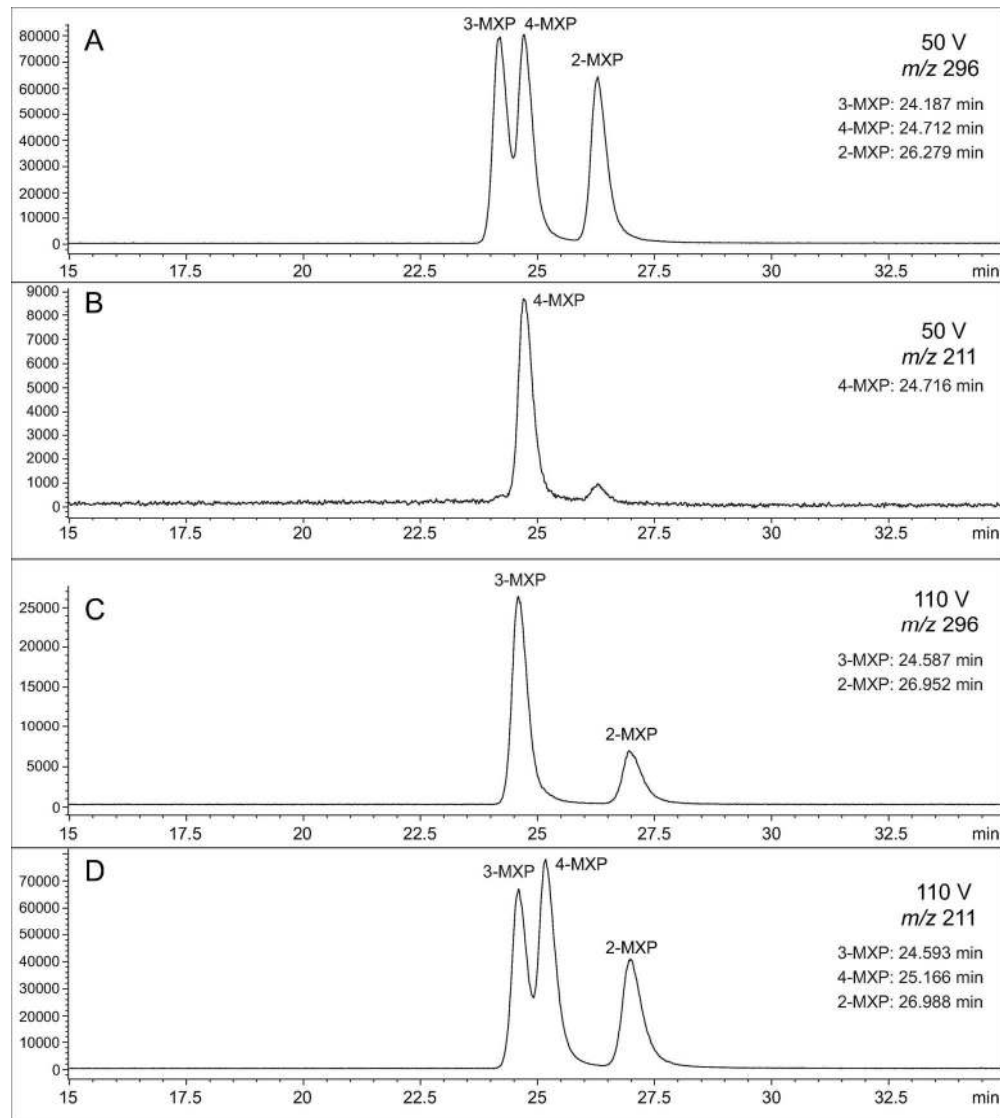 A
3-MXP 4-MXP
2-MXP
50 V
m/z 296
3-MXP: 24.187 min
4-MXP: 24.712 min
2-MXP: 26.279 min
80000
70000
60000
50000
40000
30000
20000
10000
0
15 17.5 20 22.5 25 27.5 30 32.5 min
B
4-MXP
50 V
m/z 211
4-MXP: 24.716 min
9000
8000
7000
6000
5000
4000
3000
2000
1000
0
15 17.5 20 22.5 25 27.5 30 32.5 min
C
3-MXP
2-MXP
110 V
m/z 296
3-MXP: 24.587 min
2-MXP: 26.952 min
25000
20000
15000
10000
5000
0
15 17.5 20 22.5 25 27.5 30 32.5 min
D
3-MXP 4-MXP
2-MXP
110 V
m/z 211
3-MXP: 24.593 min
4-MXP: 25.166 min
2-MXP: 26.988 min
70000
60000
50000
40000
30000
20000
10000
0
15 17.5 20 22.5 25 27.5 30 32.5 min